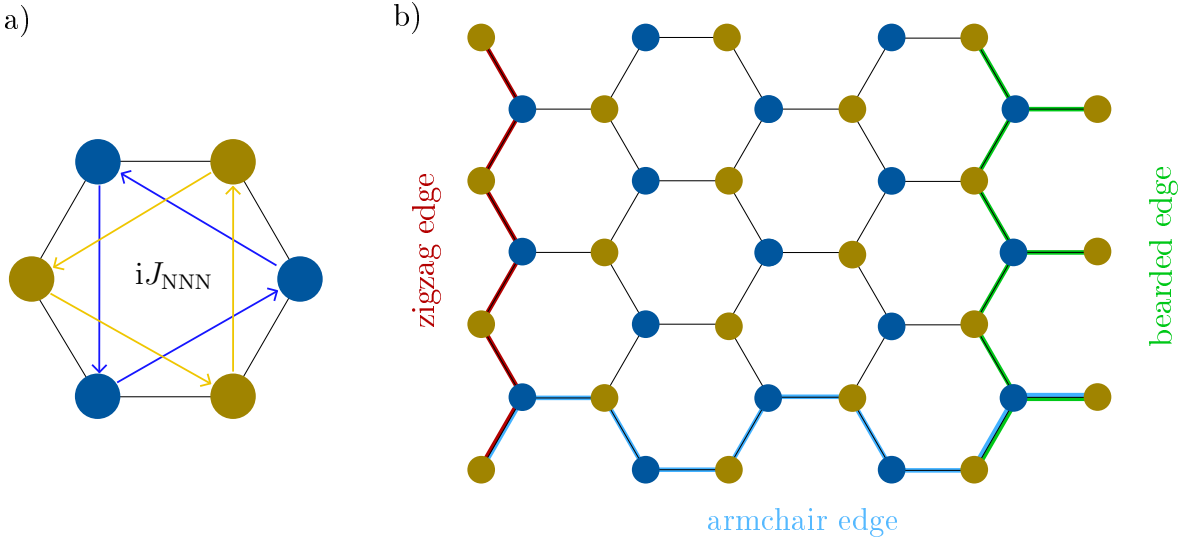 a)
b)
iJ_NNN
zigzag edge
bearded edge
armchair edge